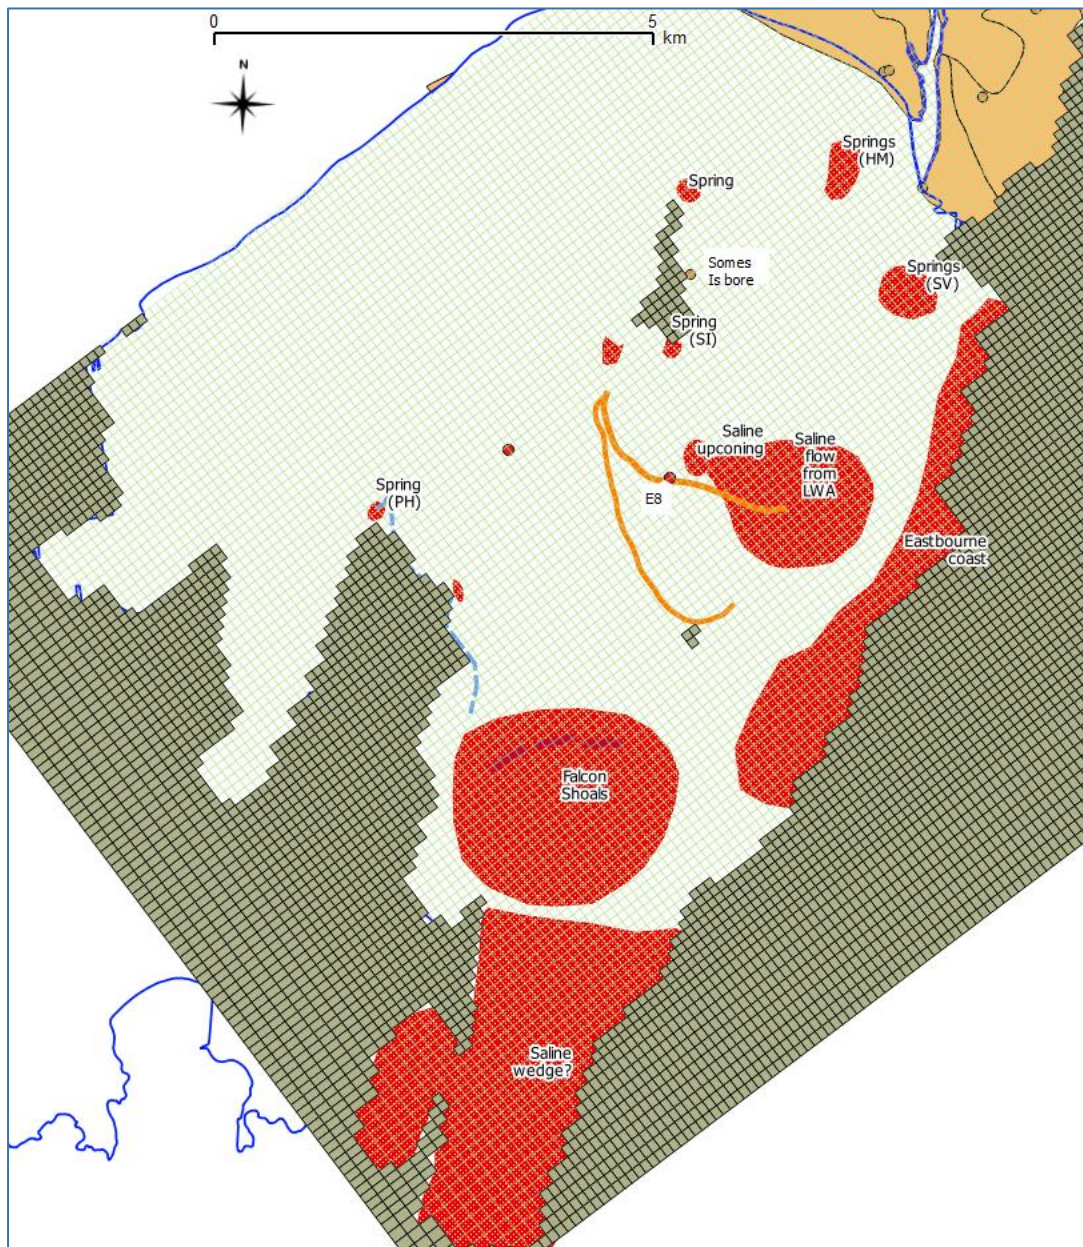 0
5
km
N
Springs
(HM)
Spring
Somes
Is bore
Springs
(SV)
Spring
(SI)
Saline
upconing
Saline
flow
from
LWA
E8
Spring
(PH)
Eastbourne
coast
Falcon
Shoals
Saline
wedge?